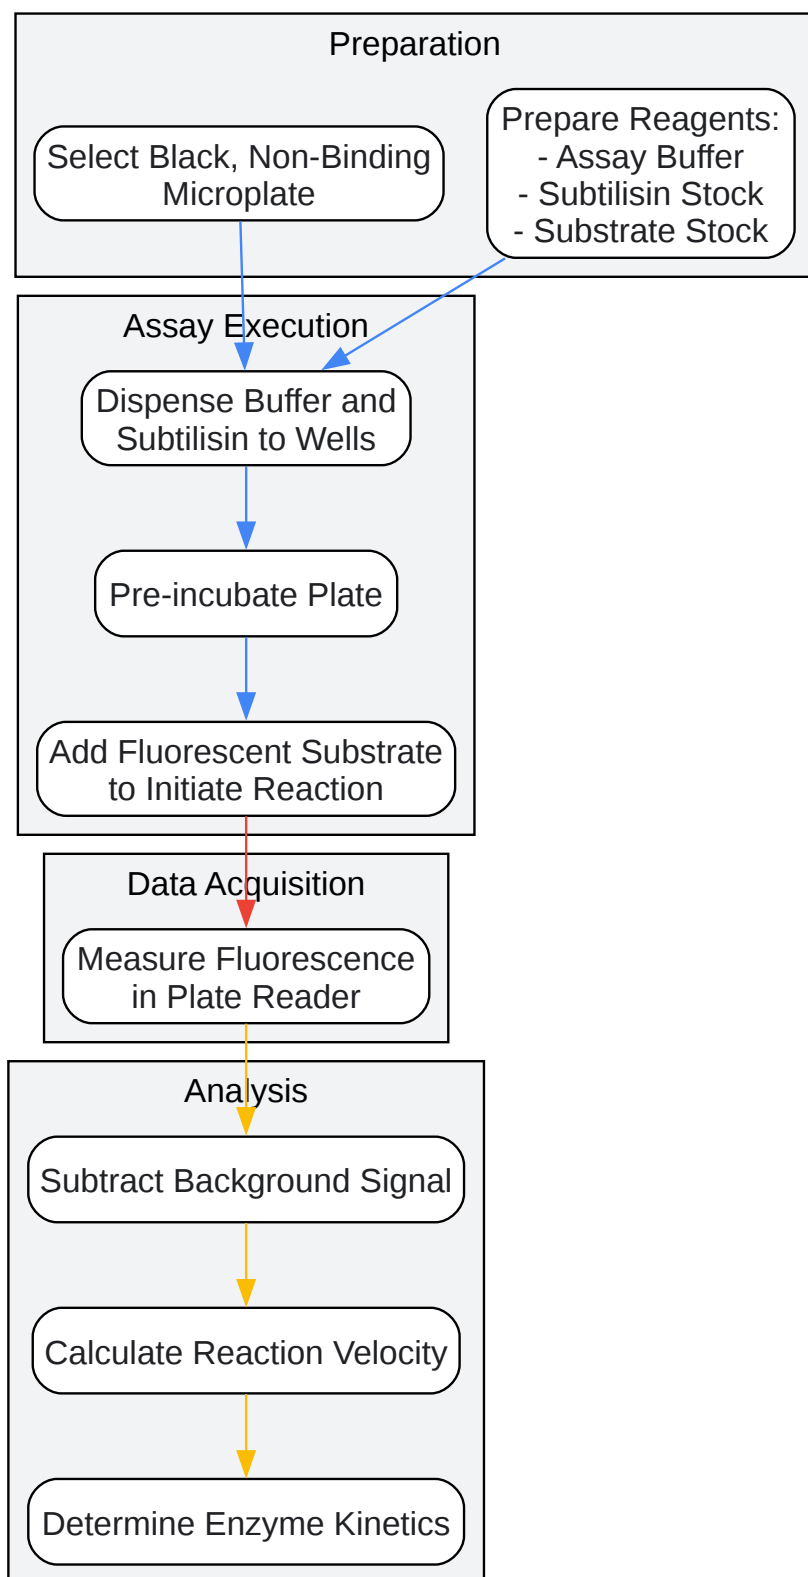 Preparation
Select Black, Non-Binding
Microplate
Prepare Reagents:
- Assay Buffer
- Subtilisin Stock
- Substrate Stock
Assay Execution
Dispense Buffer and
Subtilisin to Wells
Pre-incubate Plate
Add Fluorescent Substrate
to Initiate Reaction
Data Acquisition
Measure Fluorescence
in Plate Reader
Analysis
Subtract Background Signal
Calculate Reaction Velocity
Determine Enzyme Kinetics